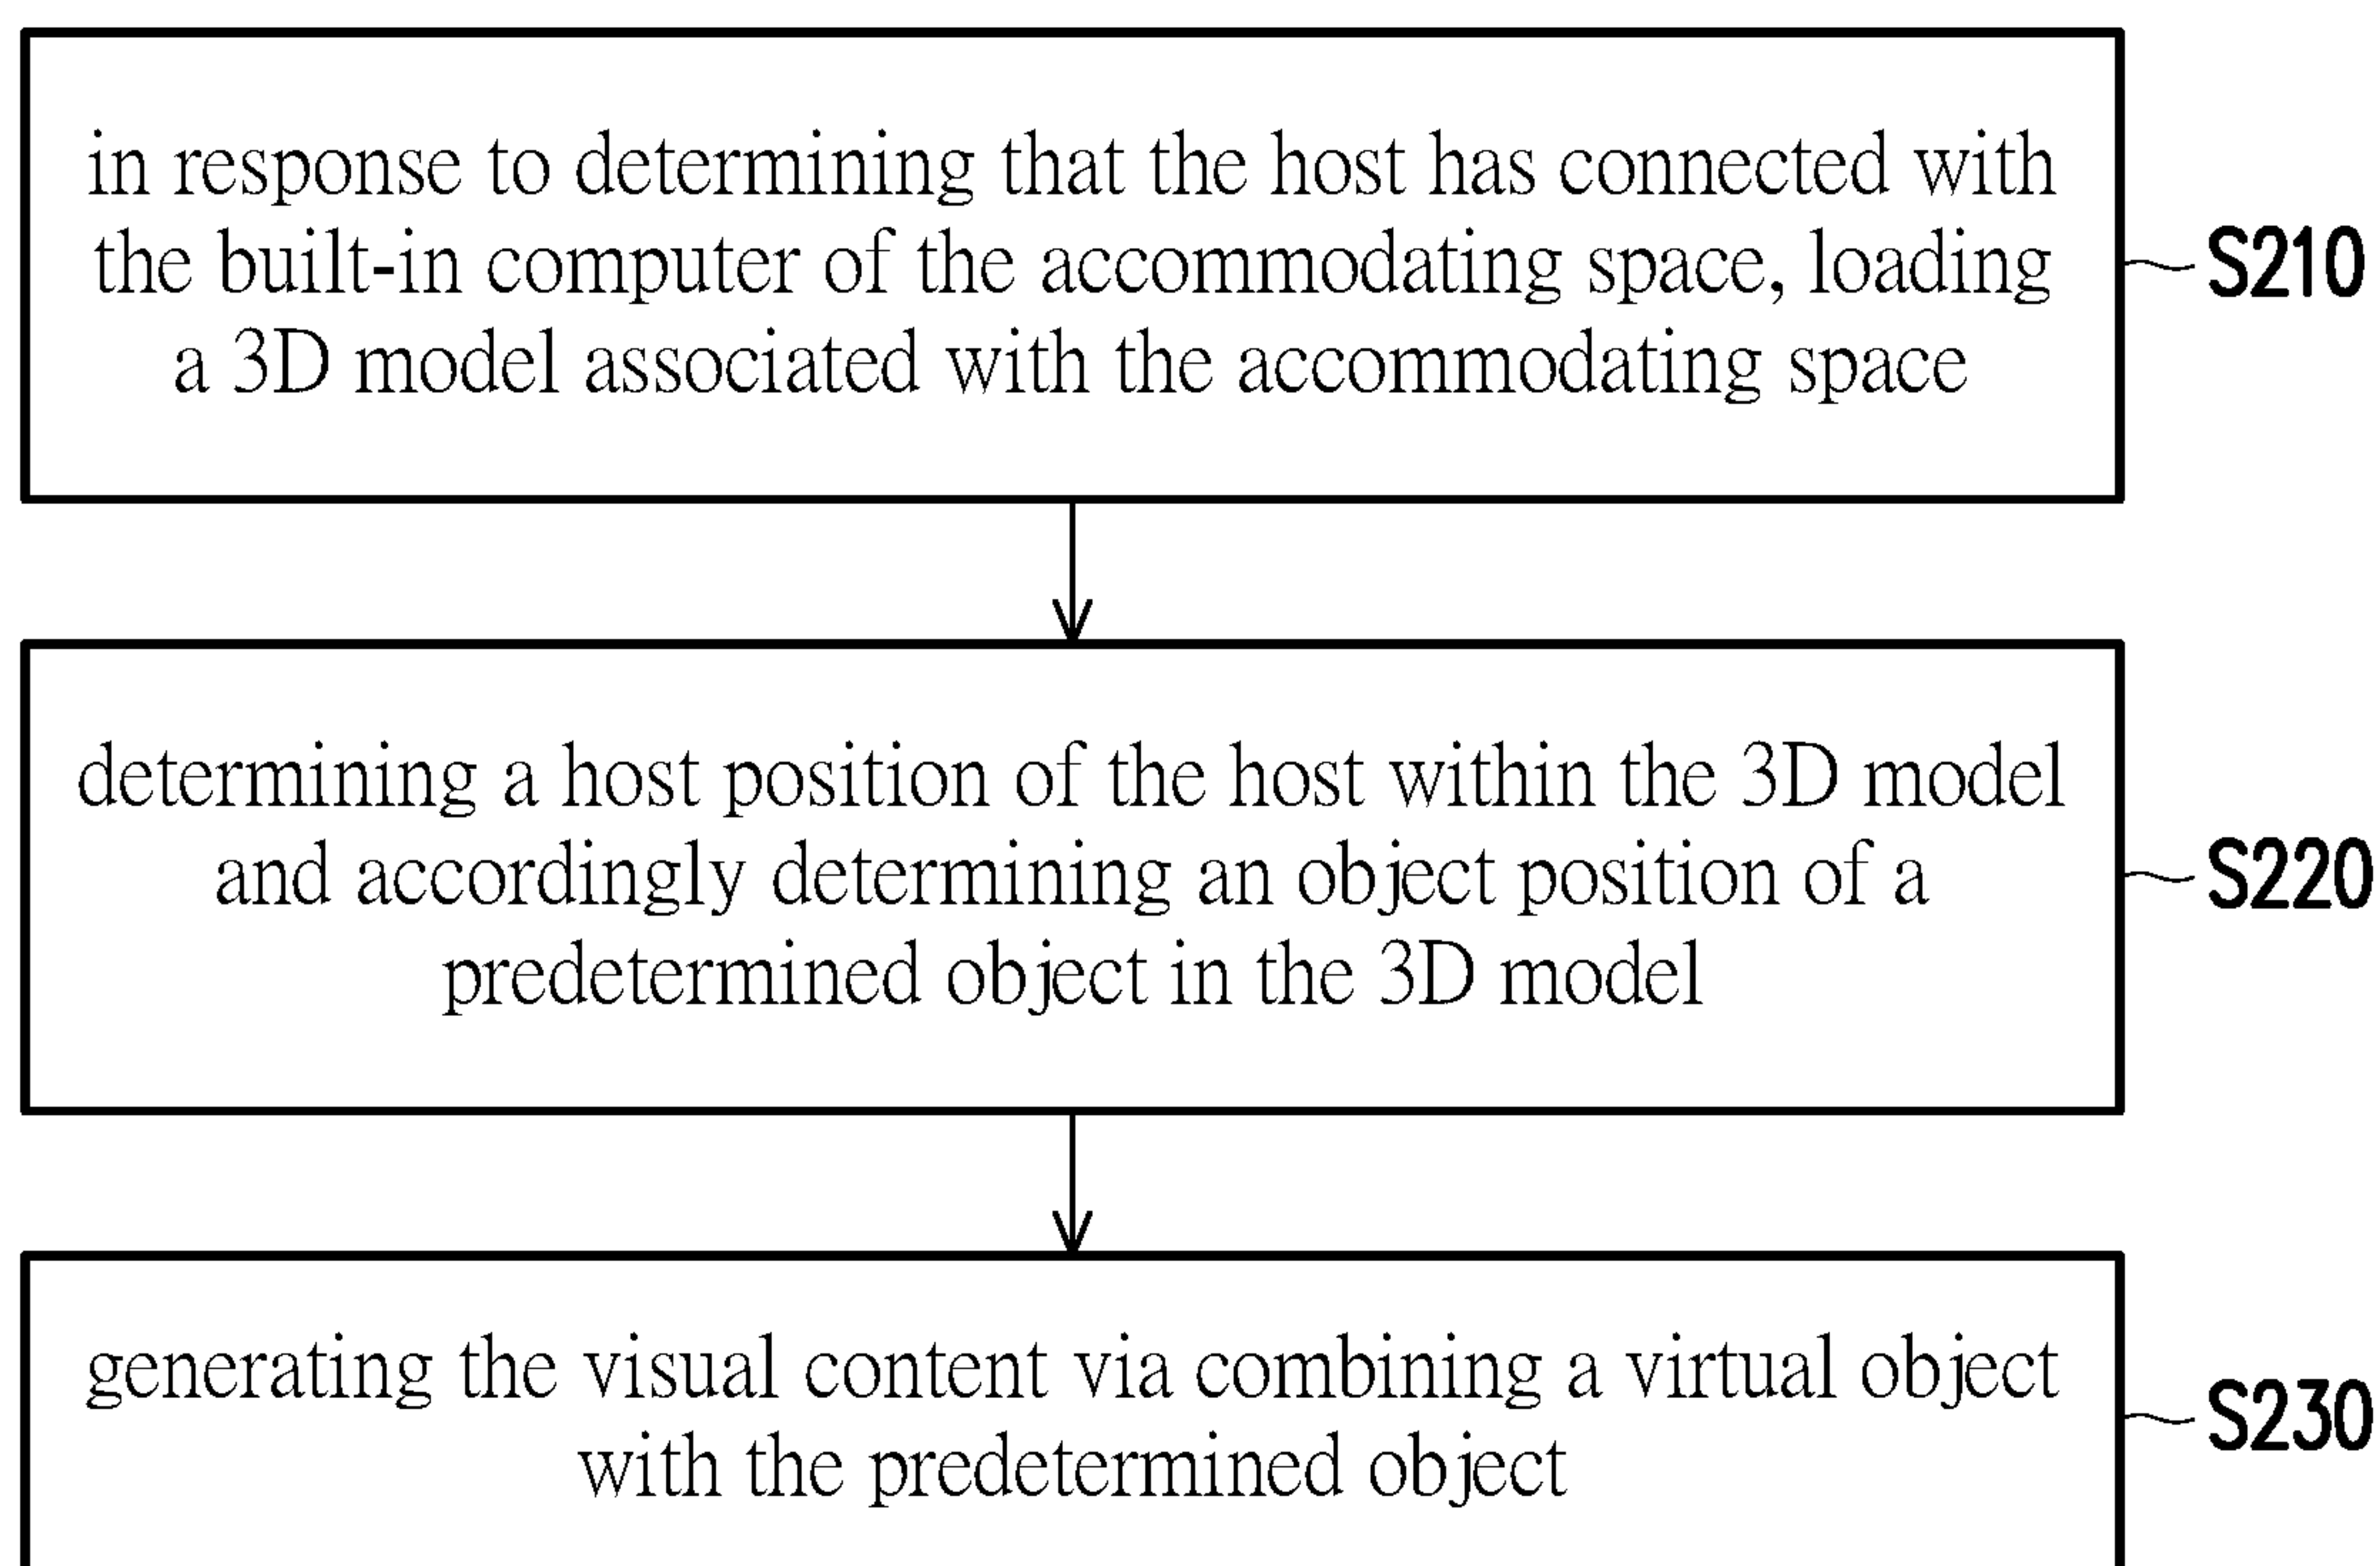 in response to determining that the host has connected with
the built-in computer of the accommodating space, loading
a 3D model associated with the accommodating space
S210
determining a host position of the host within the 3D model
and accordingly determining an object position of a
predetermined object in the 3D model
S220
generating the visual content via combining a virtual object
with the predetermined object
S230